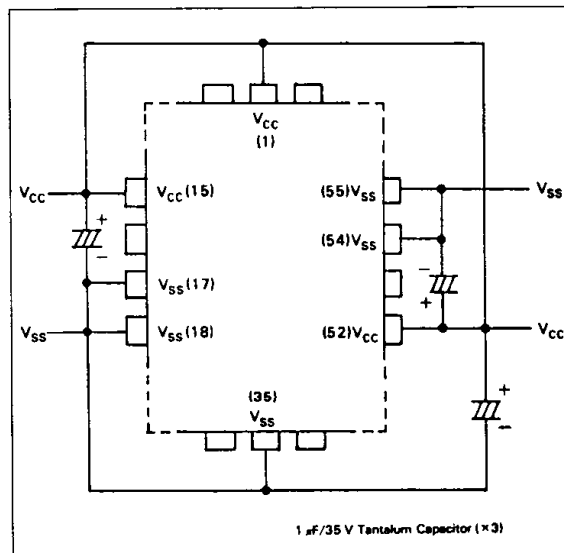 VCC
(1)
VCC
VCC(15)
(55)VSS
VSS
+
-
(54)VSS
-
+
VSS(17)
VSS
VSS(18)
(52)VCC
VCC
+
-
(35)
VSS
1 µF/35 V Tantalum Capacitor (×3)